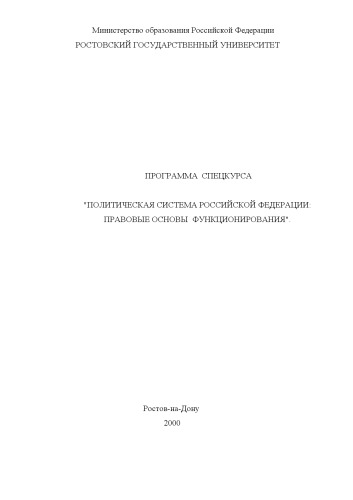 Министерство образования Российской Федерации
РОСТОВСКИЙ ГОСУДАРСТВЕННЫЙ УНИВЕРСИТЕТ
ПРОГРАММА СПЕЦКУРСА
"ПОЛИТИЧЕСКАЯ СИСТЕМА РОССИЙСКОЙ ФЕДЕРАЦИИ:
ПРАВОВЫЕ ОСНОВЫ ФУНКЦИОНИРОВАНИЯ".
Ростов-на-Дону
2000